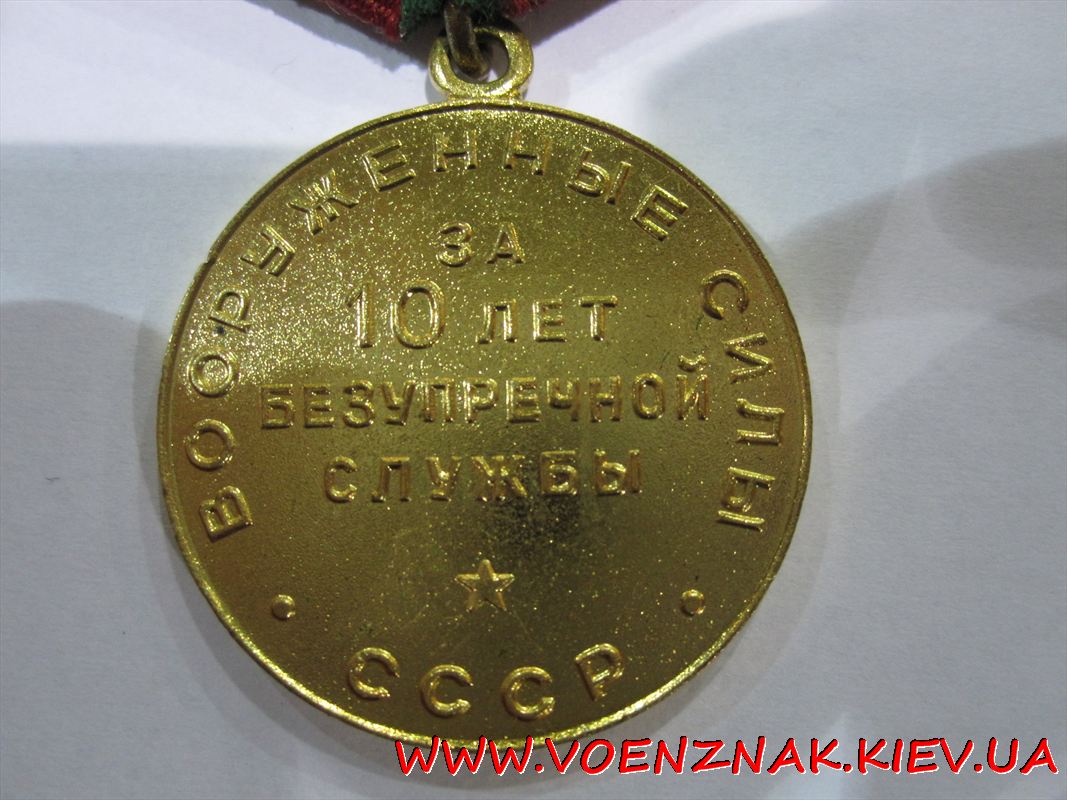 ВООРУЖЕННЫЕ СИЛЫ
ЗА
10 ЛЕТ
БЕЗУПРЕЧНОЙ
СЛУЖБЫ
СССР
WWW.VOENZNAK.KIEV.UA